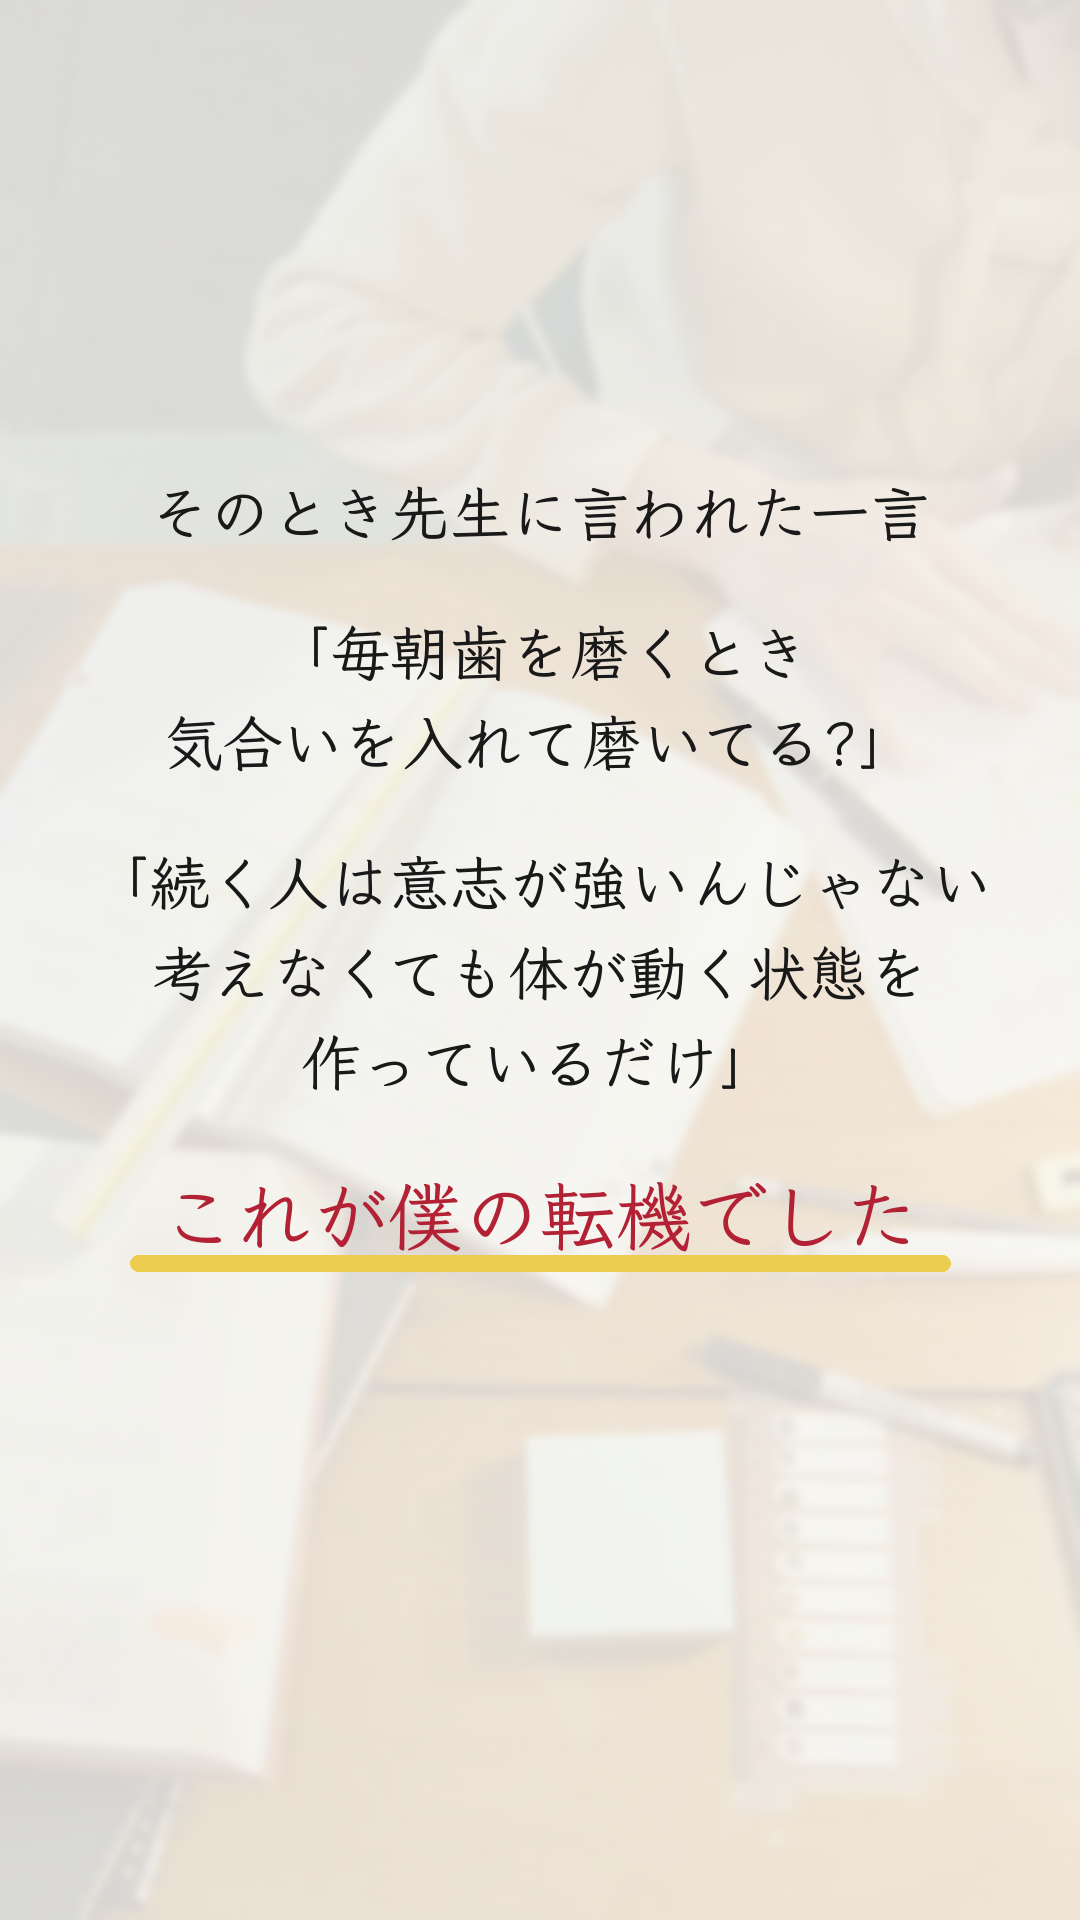 そのとき先生に言われた一言
「毎朝歯を磨くとき
気合いを入れて磨いてる?」
「続く人は意志が強いんじゃない
考えなくても体が動く状態を
作っているだけ」
これが僕の転機でした